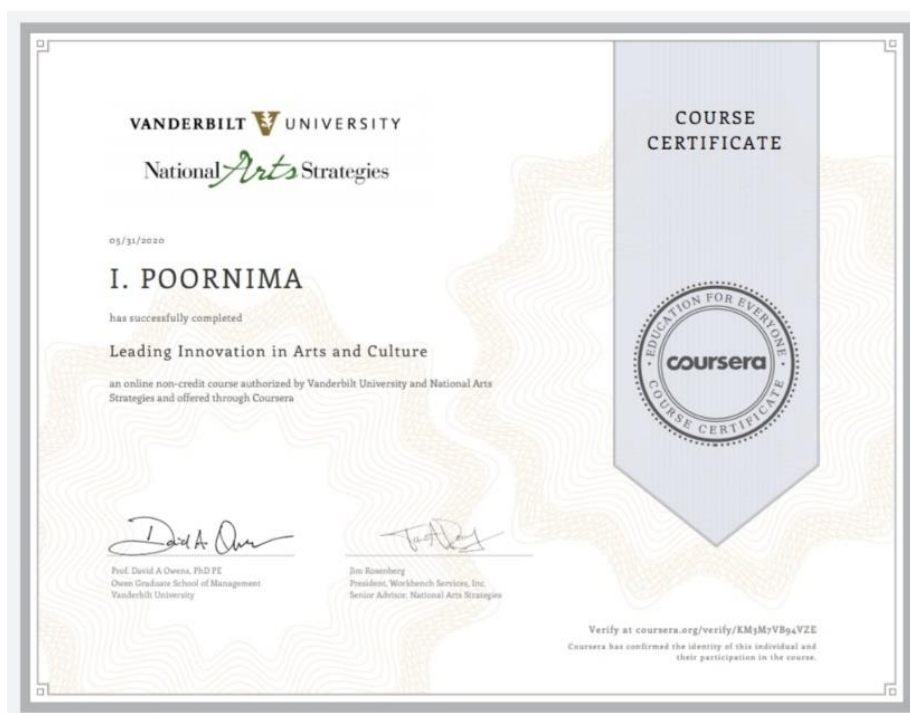 VANDERBILT UNIVERSITY
National Arts Strategies
05/31/2020
I. POORNIMA
has successfully completed
Leading Innovation in Arts and Culture
an online non-credit course authorized by Vanderbilt University and National Arts
Strategies and offered through Coursera
Prof. David A Owens, PhD PE
Owen Graduate School of Management
Vanderbilt University
Jim Rosenberg
President, Workbench Services, Inc.
Senior Advisor, National Arts Strategies
COURSE
CERTIFICATE
EDUCATION FOR EVERYONE
coursera
COURSE CERTIFICATE
Verify at coursera.org/verify/KM3M7VB94VZE
Coursera has confirmed the identity of this individual and
their participation in the course.